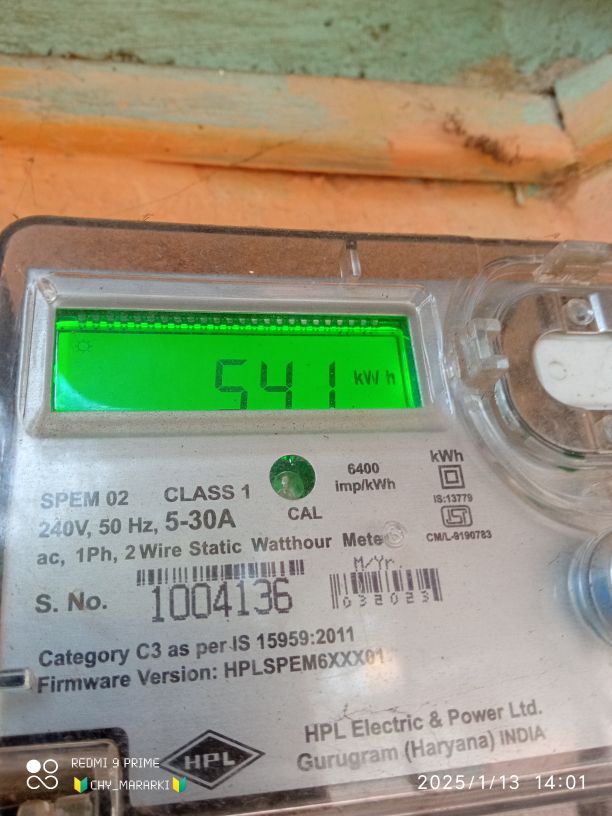 541 kWh
SPEM 02 CLASS 1
6400
imp/kWh
kWh
IS:13779
CM/L-9190783
240V, 50 Hz, 5-30A
CAL
ac, 1Ph, 2 Wire Static Watthour Mete
M/Yr.
S. No. 1004136
032023
Category C3 as per IS 15959:2011
Firmware Version: HPLSPEM6XXX01
HPL
HPL Electric & Power Ltd.
Gurugram (Haryana) INDIA
REDMI 9 PRIME
CHY_MARARKI
2025/1/13 14:01